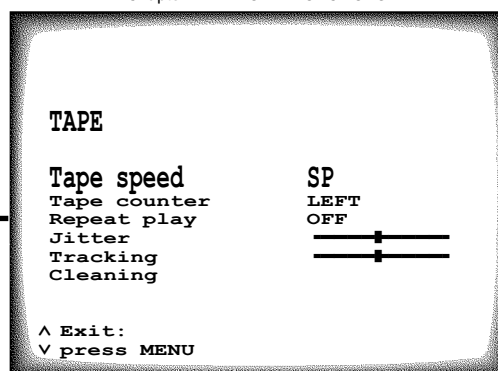 TAPE
Tape speed SP
Tape counter LEFT
Repeat play OFF
Jitter
Tracking
Cleaning
∧ Exit:
∨ press MENU